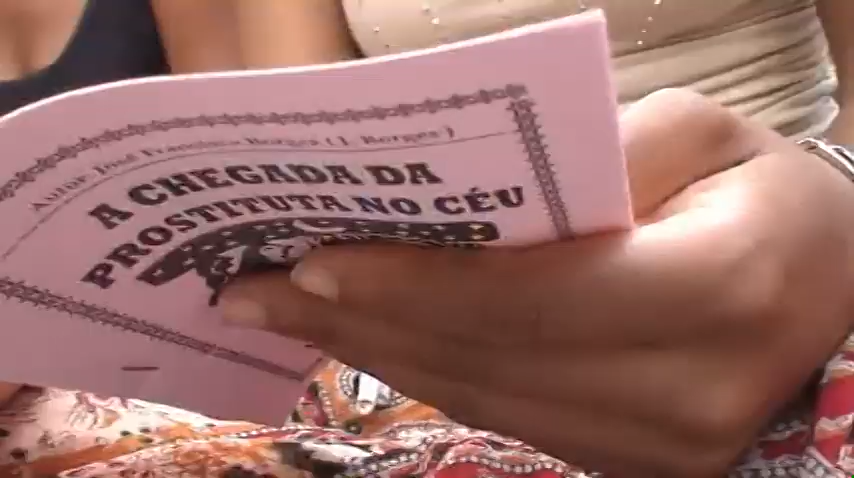 Autor: José Francisco Borges ( J. Borges )
A CHEGADA DA
PROSTITUTA NO CÉU